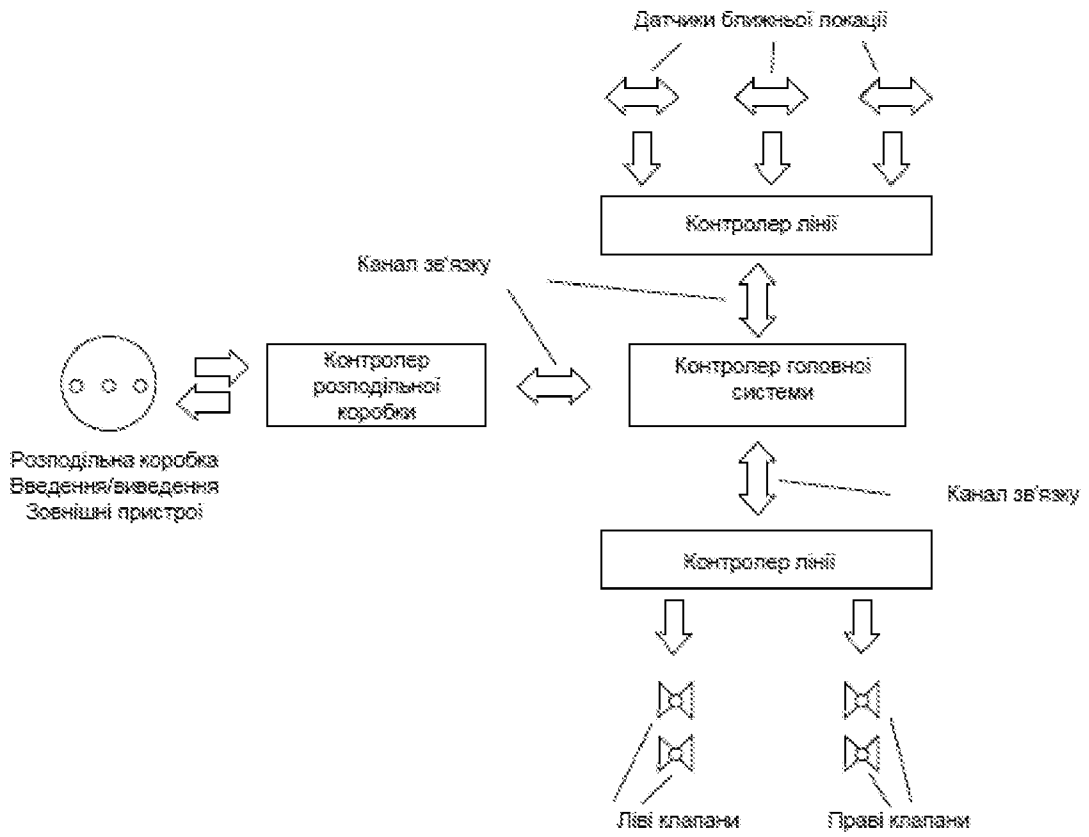 Датчики ближньої локації
Контролер лінії
Канал зв'язку
Контролер
розподільної
коробки
Контролер головної
системи
Розподільна коробка
Введення/виведення
Зовнішні пристрої
Канал зв'язку
Контролер лінії
Ліві клапани
Праві клапани